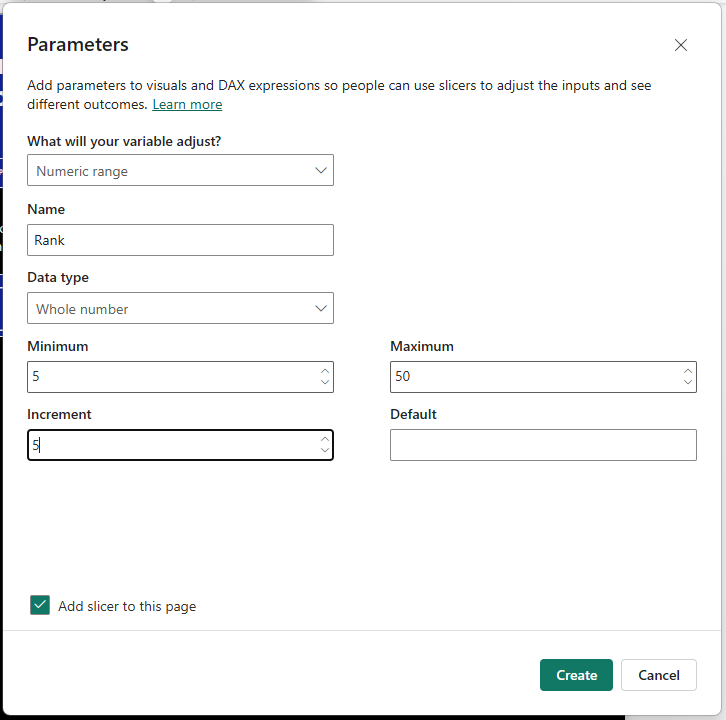 Parameters
Add parameters to visuals and DAX expressions so people can use slicers to adjust the inputs and see
different outcomes. Learn more
What will your variable adjust?
Numeric range
Name
Rank
Data type
Whole number
Minimum
Maximum
5
50
Increment
Default
5
Add slicer to this page
Create
Cancel